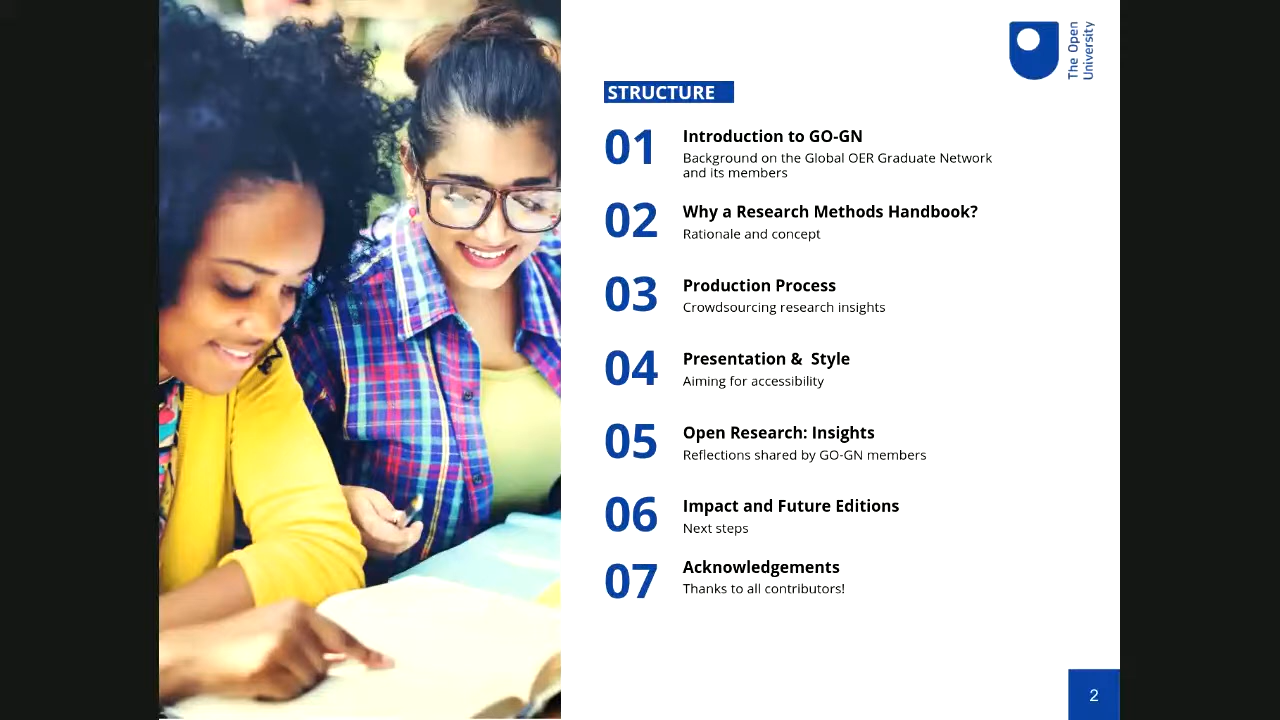 The Open
University
STRUCTURE
01
Introduction to GO-GN
Background on the Global OER Graduate Network
and its members
02
Why a Research Methods Handbook?
Rationale and concept
03
Production Process
Crowdsourcing research insights
04
Presentation &  Style
Aiming for accessibility
05
Open Research: Insights
Reflections shared by GO-GN members
06
Impact and Future Editions
Next steps
07
Acknowledgements
Thanks to all contributors!
2